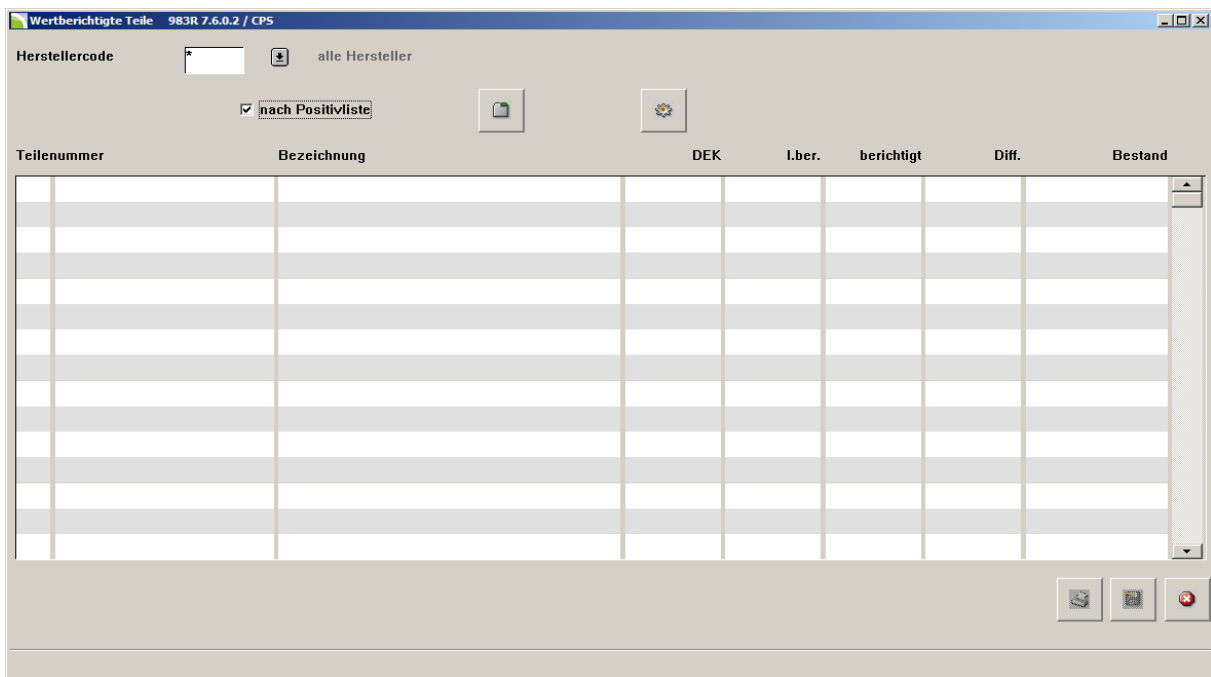 Wertberichtigte Teile 983R 7.6.0.2 / CPS
Herstellercode * alle Hersteller
nach Positivliste
Teilenummer Bezeichnung DEK l.ber. berichtigt Diff. Bestand